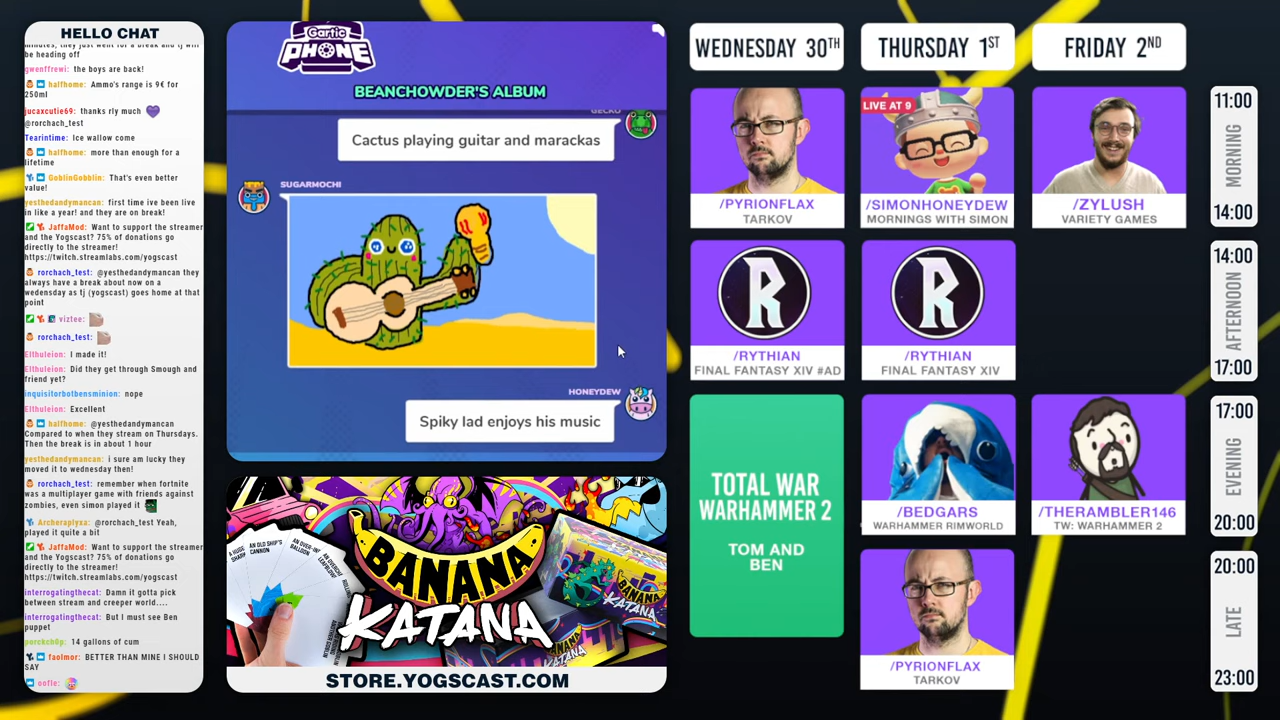 HELLO CHAT
minutes, they just went for a break and tj will
be heading off
gwenffrewi: the boys are back!
halfhome: Ammo's range is 9€ for
250ml
jucaxcutie69: thanks rly much
@rorchach_test
Tearintime: Ice wallow come
halfhome: more than enough for a
lifetime
GoblinGobblin: That's even better
value!
yesthedandymancan: first time ive been live
in like a year! and they are on break!
JaffaMod: Want to support the streamer
and the Yogscast? 75% of donations go
directly to the streamer!
https://twitch.streamlabs.com/yogscast
rorchach_test: @yesthedandymancan they
always have a break about now on a
wedensday as tj (yogscast) goes home at that
point
viztee:
rorchach_test:
Elthuleion: I made it!
Elthuleion: Did they get through Smough and
friend yet?
inquisitorbotbensminion: nope
Elthuleion: Excellent
halfhome: @yesthedandymancan
Compared to when they stream on Thursdays.
Then the break is in about 1 hour
yesthedandymancan: i sure am lucky they
moved it to wednesday then!
rorchach_test: remember when fortnite
was a multiplayer game with friends against
zombies, even simon played it
Archeraplyxa: @rorchach_test Yeah,
played it quite a bit
JaffaMod: Want to support the streamer
and the Yogscast? 75% of donations go
directly to the streamer!
https://twitch.streamlabs.com/yogscast
interrogatingthecat: Damn it gotta pick
between stream and creeper world....
interrogatingthecat: But I must see Ben
puppet
porckch0p: 14 gallons of cum
faolmor: BETTER THAN MINE I SHOULD
SAY
oofle:
Gartic
PHONE
BEANCHOWDER'S ALBUM
GECKO
Cactus playing guitar and marackas
SUGARMOCHI
HONEYDEW
Spiky lad enjoys his music
A HUGE
SHARP
AN OLD SHIP'S
CANNON
BALLOON
BANANA
KATANA
BANANA
KATANA
BANANA
KATANA
STORE.YOGSCAST.COM
WEDNESDAY 30TH
THURSDAY 1ST
FRIDAY 2ND
/PYRIONFLAX
TARKOV
LIVE AT 9
/SIMONHONEYDEW
MORNINGS WITH SIMON
/ZYLUSH
VARIETY GAMES
11:00
MORNING
14:00
/RYTHIAN
FINAL FANTASY XIV #AD
/RYTHIAN
FINAL FANTASY XIV
14:00
AFTERNOON
17:00
TOTAL WAR
WARHAMMER 2
TOM AND
BEN
/BEDGARS
WARHAMMER RIMWORLD
/THERAMBLER146
TW: WARHAMMER 2
17:00
EVENING
20:00
/PYRIONFLAX
TARKOV
20:00
LATE
23:00